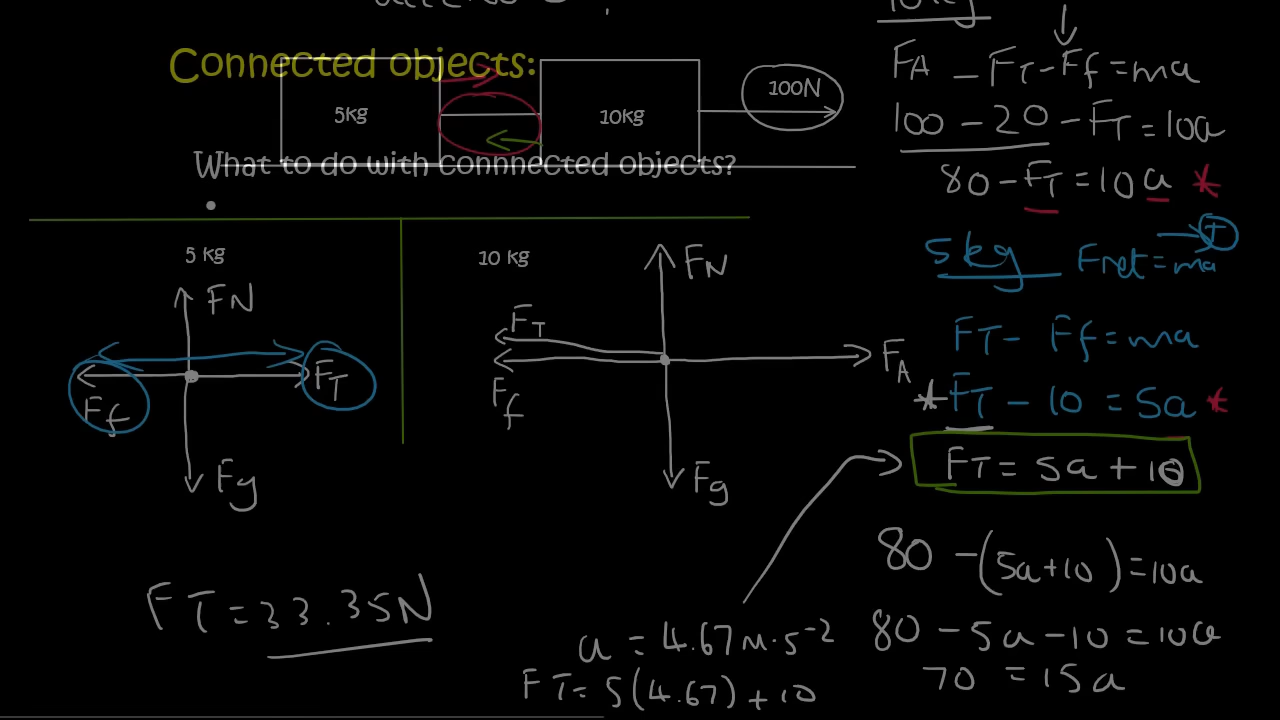 10kg
Connected objects:
5kg
10kg
100N
What to do with connnected objects?
FA - FT - Ff = ma
100 - 20 - FT = 10a
80 - FT = 10a *
5 kg
FN
FT
Ff
Fg
10 kg
FN
FT
Ff
FA
Fg
5kg Fnet = ma +
FT - Ff = ma
* FT - 10 = 5a *
FT = 5a + 10
80 - (5a+10) = 10a
80 - 5a - 10 = 10a
70 = 15a
a = 4.67m·s-2
FT = 5(4.67) + 10
FT = 33.35N